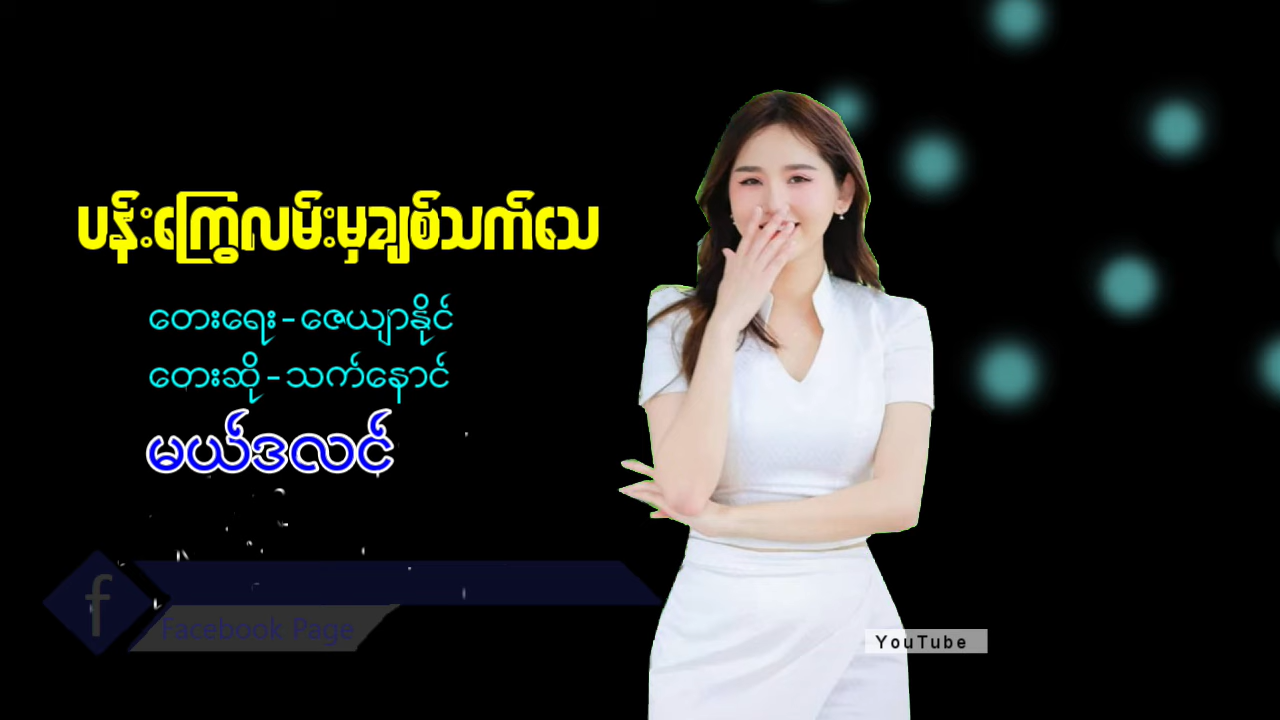 ပန်းကြွေလမ်းမှချစ်သက်သေ
တေးရေး - ဇေယျာနိုင်
တေးဆို - သက်နောင်
မယ်ဒလင်
f
Facebook Page
YouTube